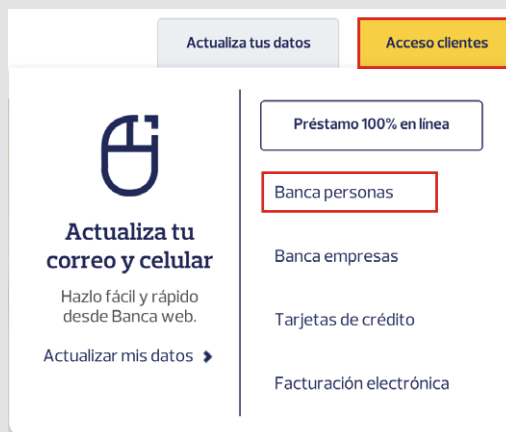 Actualiza tus datos
Acceso clientes
Actualiza tu
correo y celular
Hazlo fácil y rápido
desde Banca web.
Actualizar mis datos
Préstamo 100% en línea
Banca personas
Banca empresas
Tarjetas de crédito
Facturación electrónica